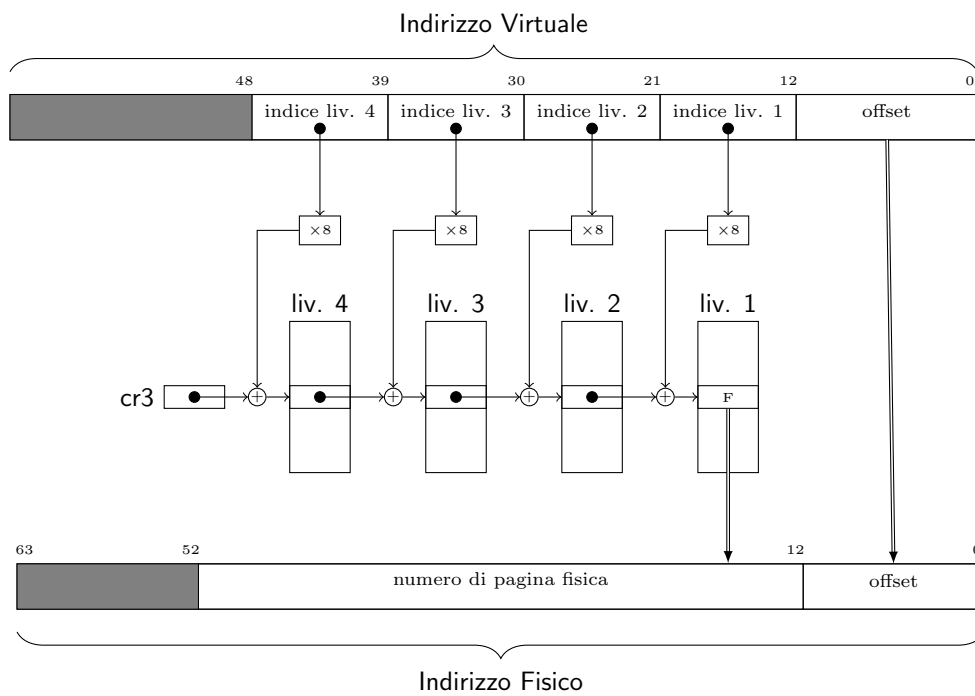 Indirizzo Virtuale
48 39 30 21 12 0
indice liv. 4 indice liv. 3 indice liv. 2 indice liv. 1 offset
×8 ×8 ×8 ×8
liv. 4 liv. 3 liv. 2 liv. 1
cr3 + + + + F
63 52 12 0
numero di pagina fisica offset
Indirizzo Fisico